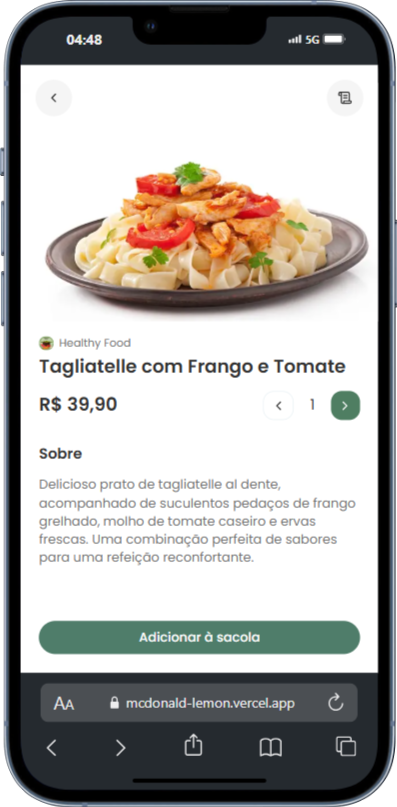 04:48
5G
Healthy Food
Tagliatelle com Frango e Tomate
R$ 39,90
1
Sobre
Delicioso prato de tagliatelle al dente,
acompanhado de suculentos pedaços de frango
grelhado, molho de tomate caseiro e ervas
frescas. Uma combinação perfeita de sabores
para uma refeição reconfortante.
Adicionar à sacola
AA
mcdonald-lemon.vercel.app